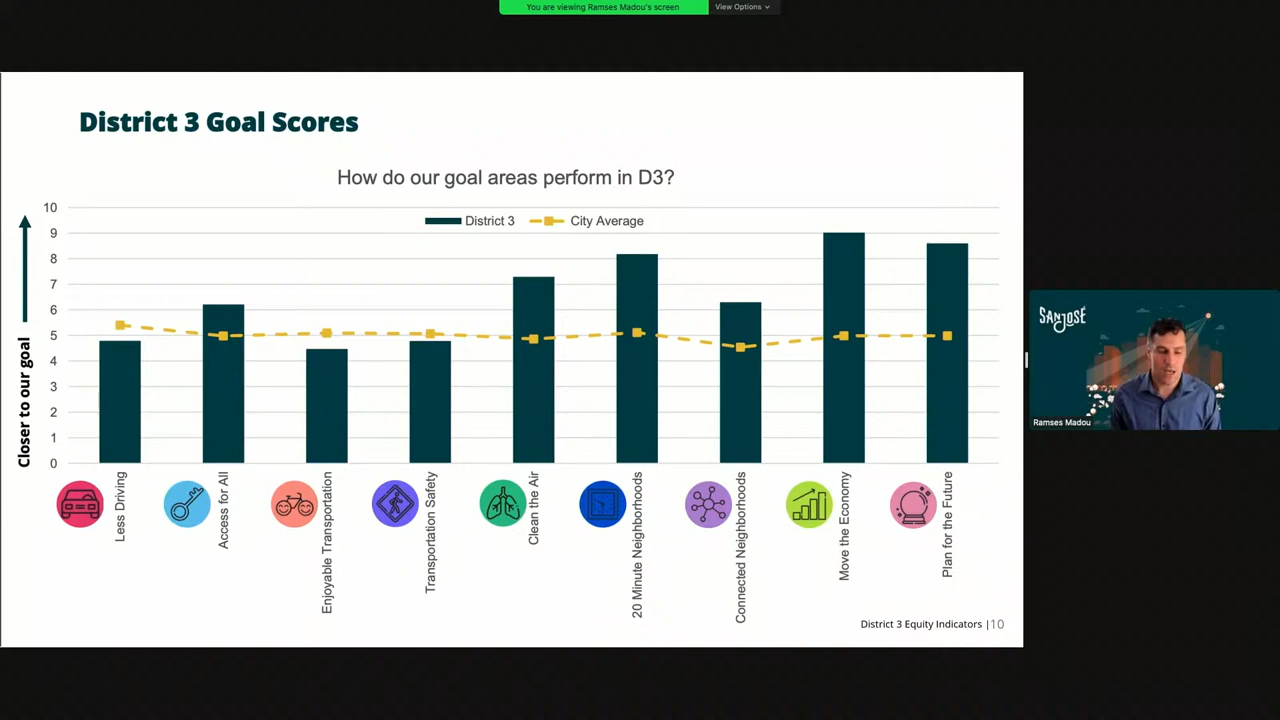 You are viewing Ramses Madou's screen
View Options
District 3 Goal Scores
How do our goal areas perform in D3?
District 3
City Average
10
9
8
7
6
5
4
3
2
1
0
Closer to our goal
Less Driving
Access for All
Enjoyable Transportation
Transportation Safety
Clean the Air
20 Minute Neighborhoods
Connected Neighborhoods
Move the Economy
Plan for the Future
District 3 Equity Indicators |10
SAN JOSÉ
Ramses Madou